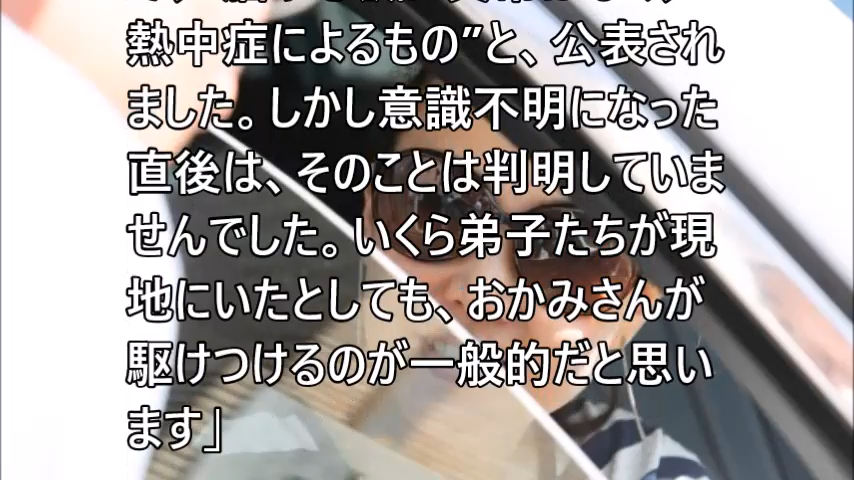 熱中症によるもの”と、公表され
ました。しかし意識不明になった
直後は、そのことは判明していま
せんでした。いくら弟子たちが現
地にいたとしても、おかみさんが
駆けつけるのが一般的だと思い
ます」